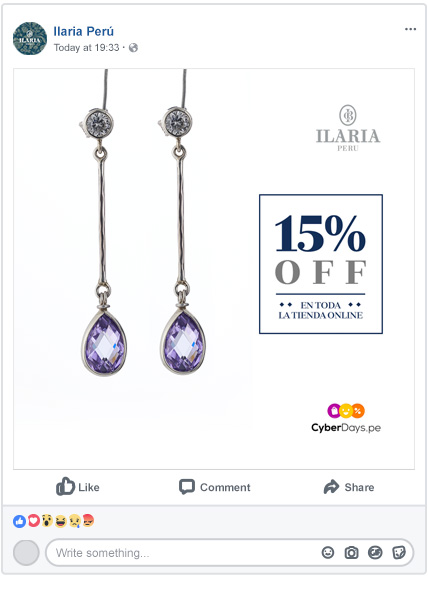 Ilaria Perú
Today at 19:33
ILARIA
ILARIA
PERU
15%
OFF
EN TODA
LA TIENDA ONLINE
CyberDays.pe
Like
Comment
Share
Write something...